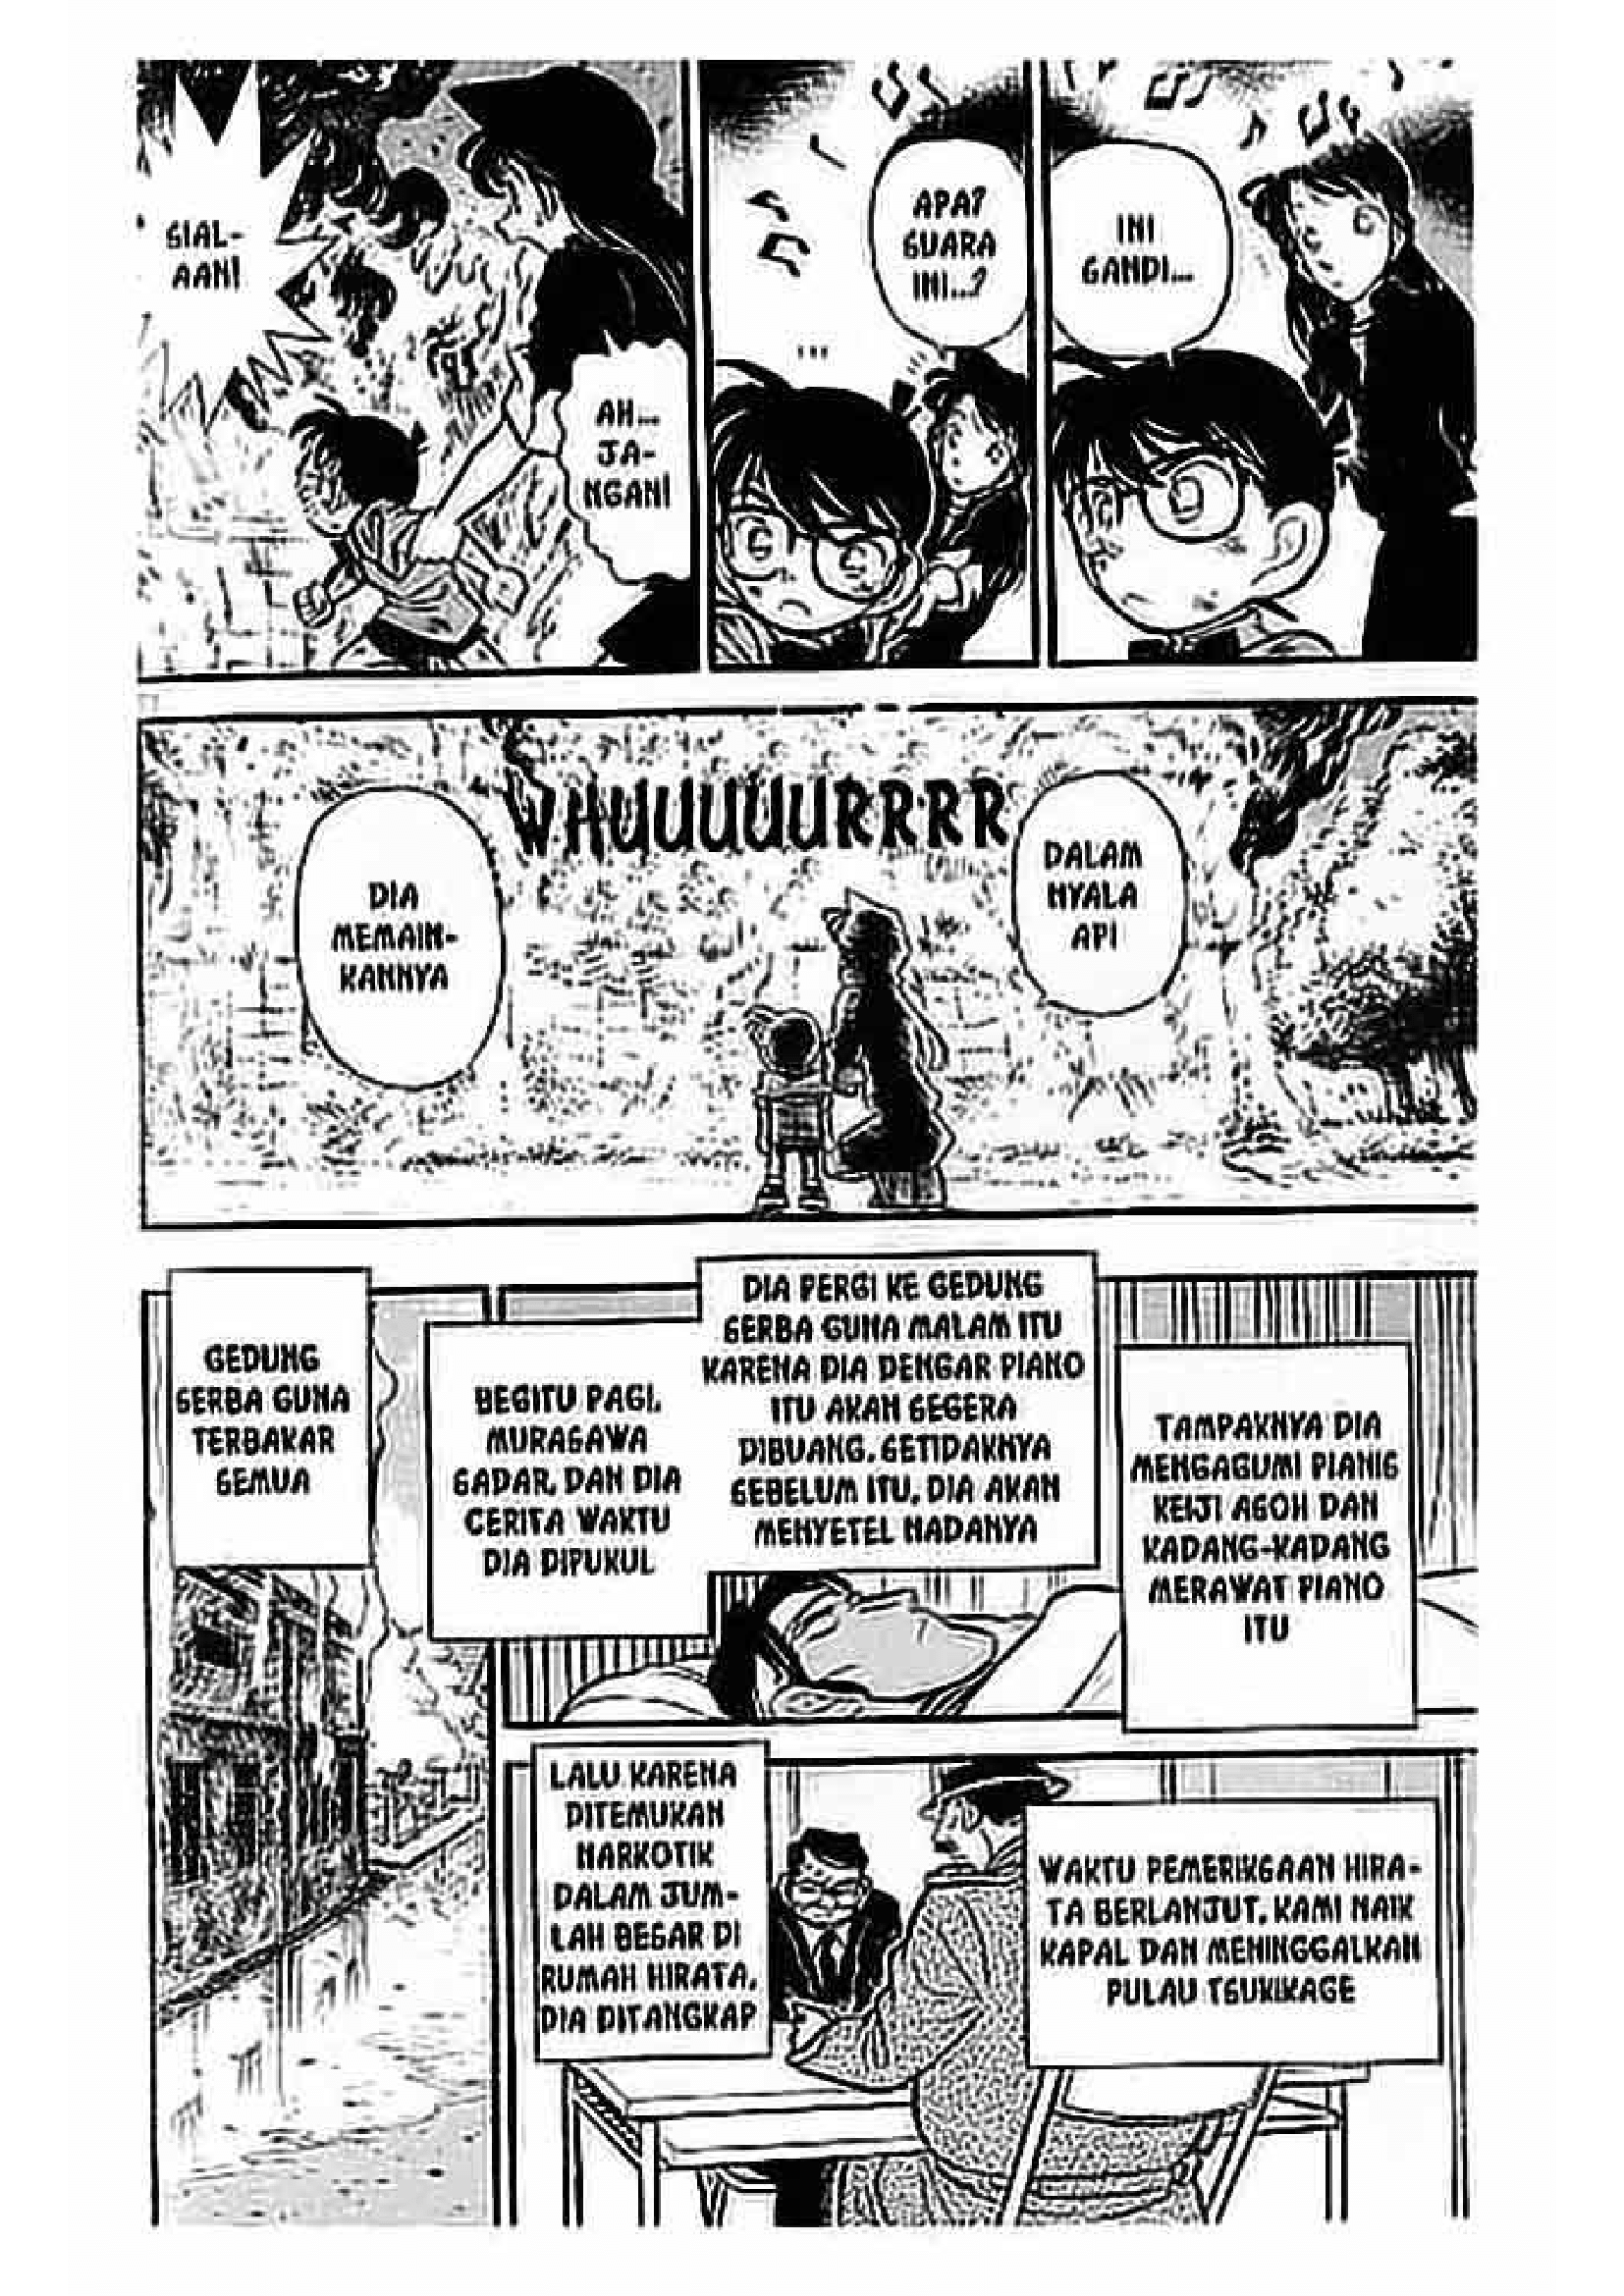 SIAL-
AAN!
AH...
JA-
NGAN!
...
APA?
SUARA
INI...?
INI
SANDI...
WHUUUUUURRRR
DIA
MEMAIN-
KANNYA
DALAM
NYALA
API
GEDUNG
SERBA GUNA
TERBAKAR
SEMUA
BEGITU PAGI,
MURASAWA
SADAR, DAN DIA
CERITA WAKTU
DIA DIPUKUL
DIA PERGI KE GEDUNG
SERBA GUNA MALAM ITU
KARENA DIA DENGAR PIANO
ITU AKAN SEGERA
DIBUANG. SETIDAKNYA
SEBELUM ITU, DIA AKAN
MENYETEL NADANYA
TAMPAKNYA DIA
MENGAGUMI PIANIS
KEIJI ASOH DAN
KADANG-KADANG
MERAWAT PIANO
ITU
LALU KARENA
DITEMUKAN
NARKOTIK
DALAM JUM-
LAH BESAR DI
RUMAH HIRATA,
DIA DITANGKAP
WAKTU PEMERIKSAAN HIRA-
TA BERLANJUT, KAMI NAIK
KAPAL DAN MENINGGALKAN
PULAU TSUKIKAGE